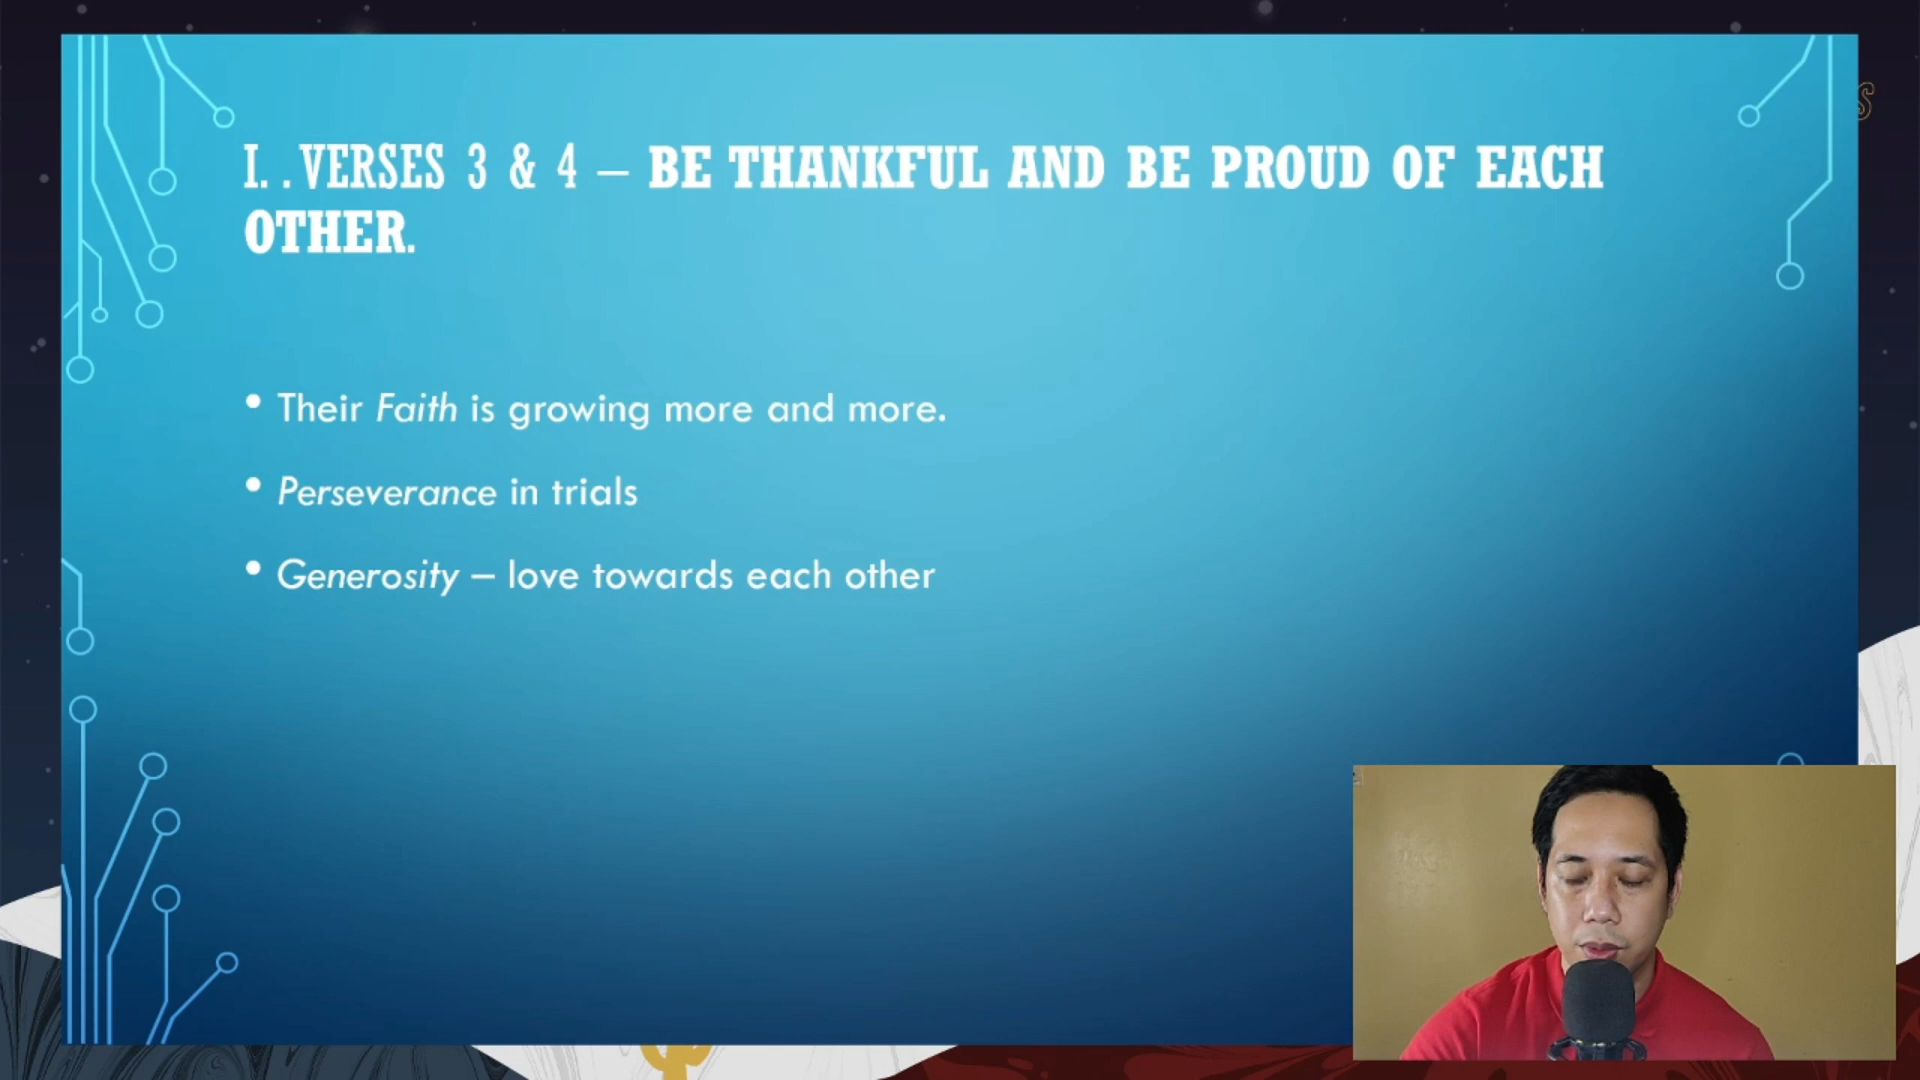 I. . VERSES 3 & 4 – BE THANKFUL AND BE PROUD OF EACH
OTHER.
• Their Faith is growing more and more.
• Perseverance in trials
• Generosity – love towards each other